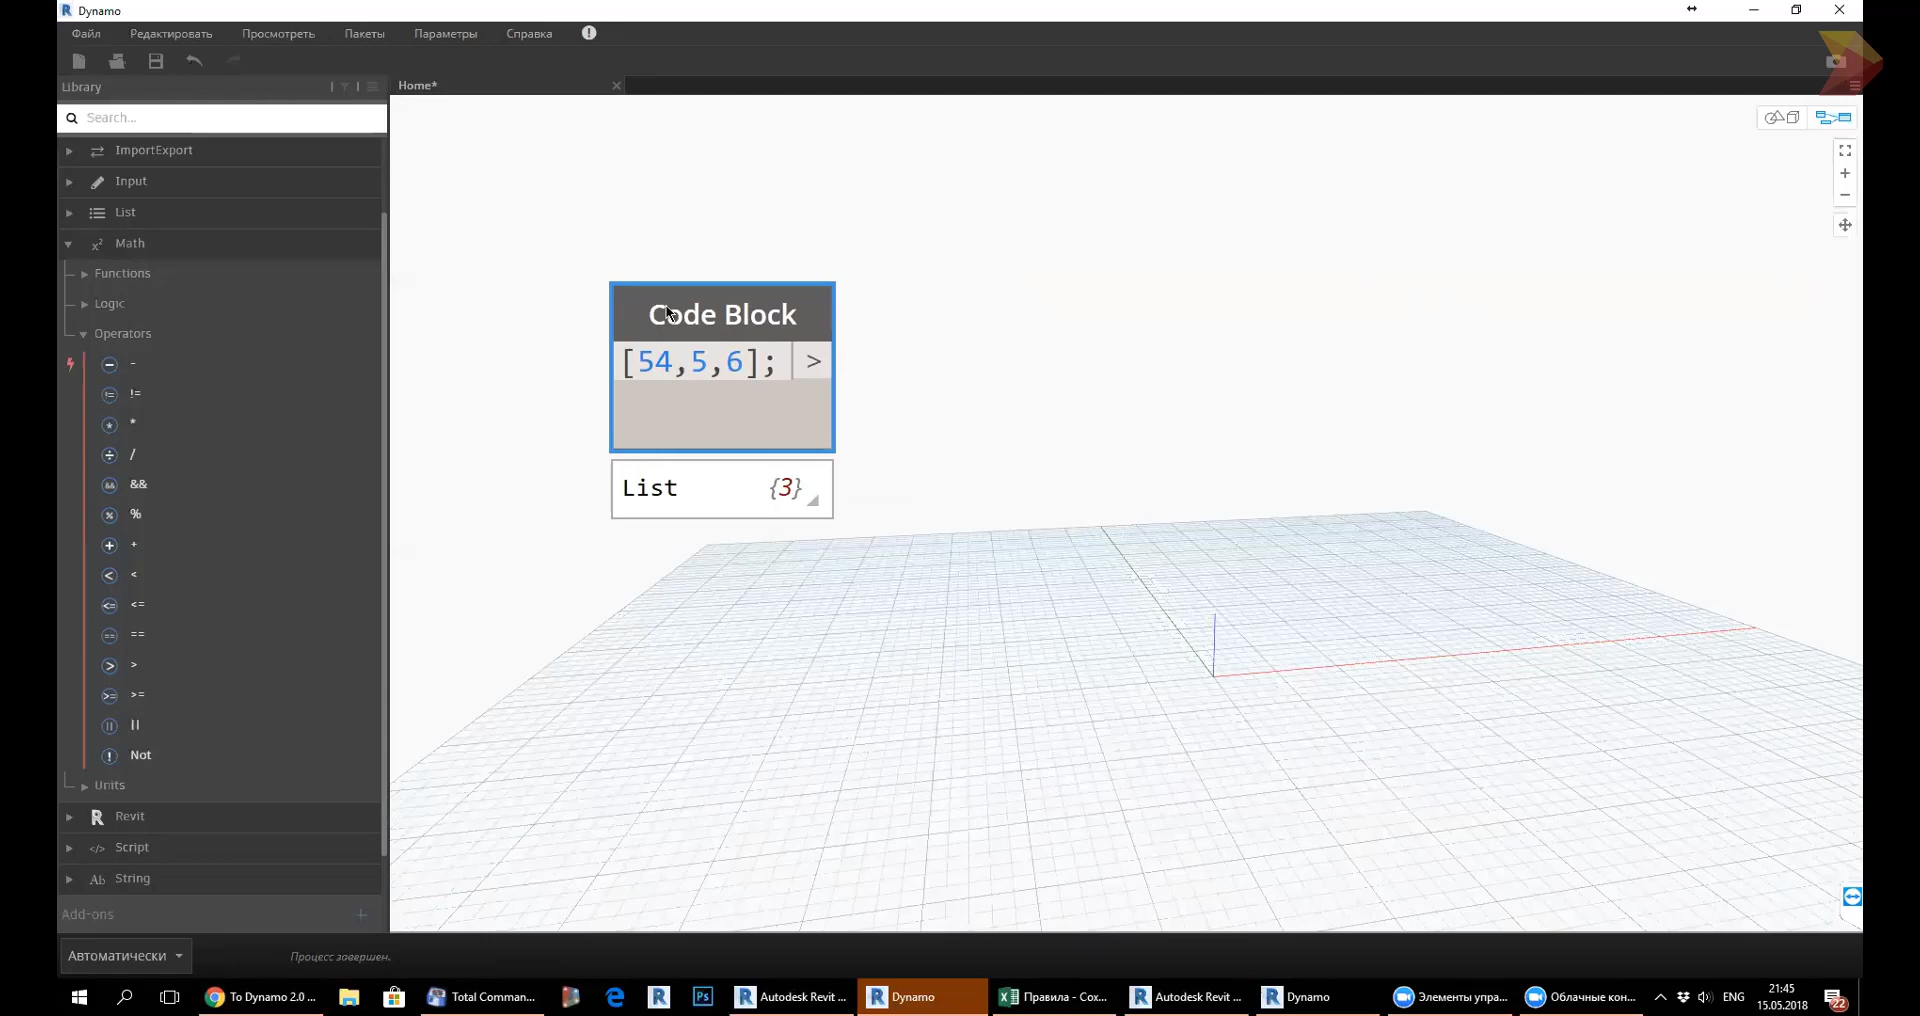 Dynamo
Файл Редактировать Просмотреть Пакеты Параметры Справка
Library
Home*
Search...
ImportExport
Input
List
Math
Functions
Logic
Operators
-
!=
*
/
&&
%
+
<
<=
==
>
>=
||
Not
Units
Revit
Script
String
Add-ons
Code Block
[54,5,6]; >
List {3}
Автоматически
Процесс завершен.
To Dynamo 2.0 ...
Total Comman...
Autodesk Revit ...
Dynamo
Правила - Сох...
Autodesk Revit ...
Dynamo
Элементы упра...
Облачные кон...
ENG
21:45
15.05.2018
22